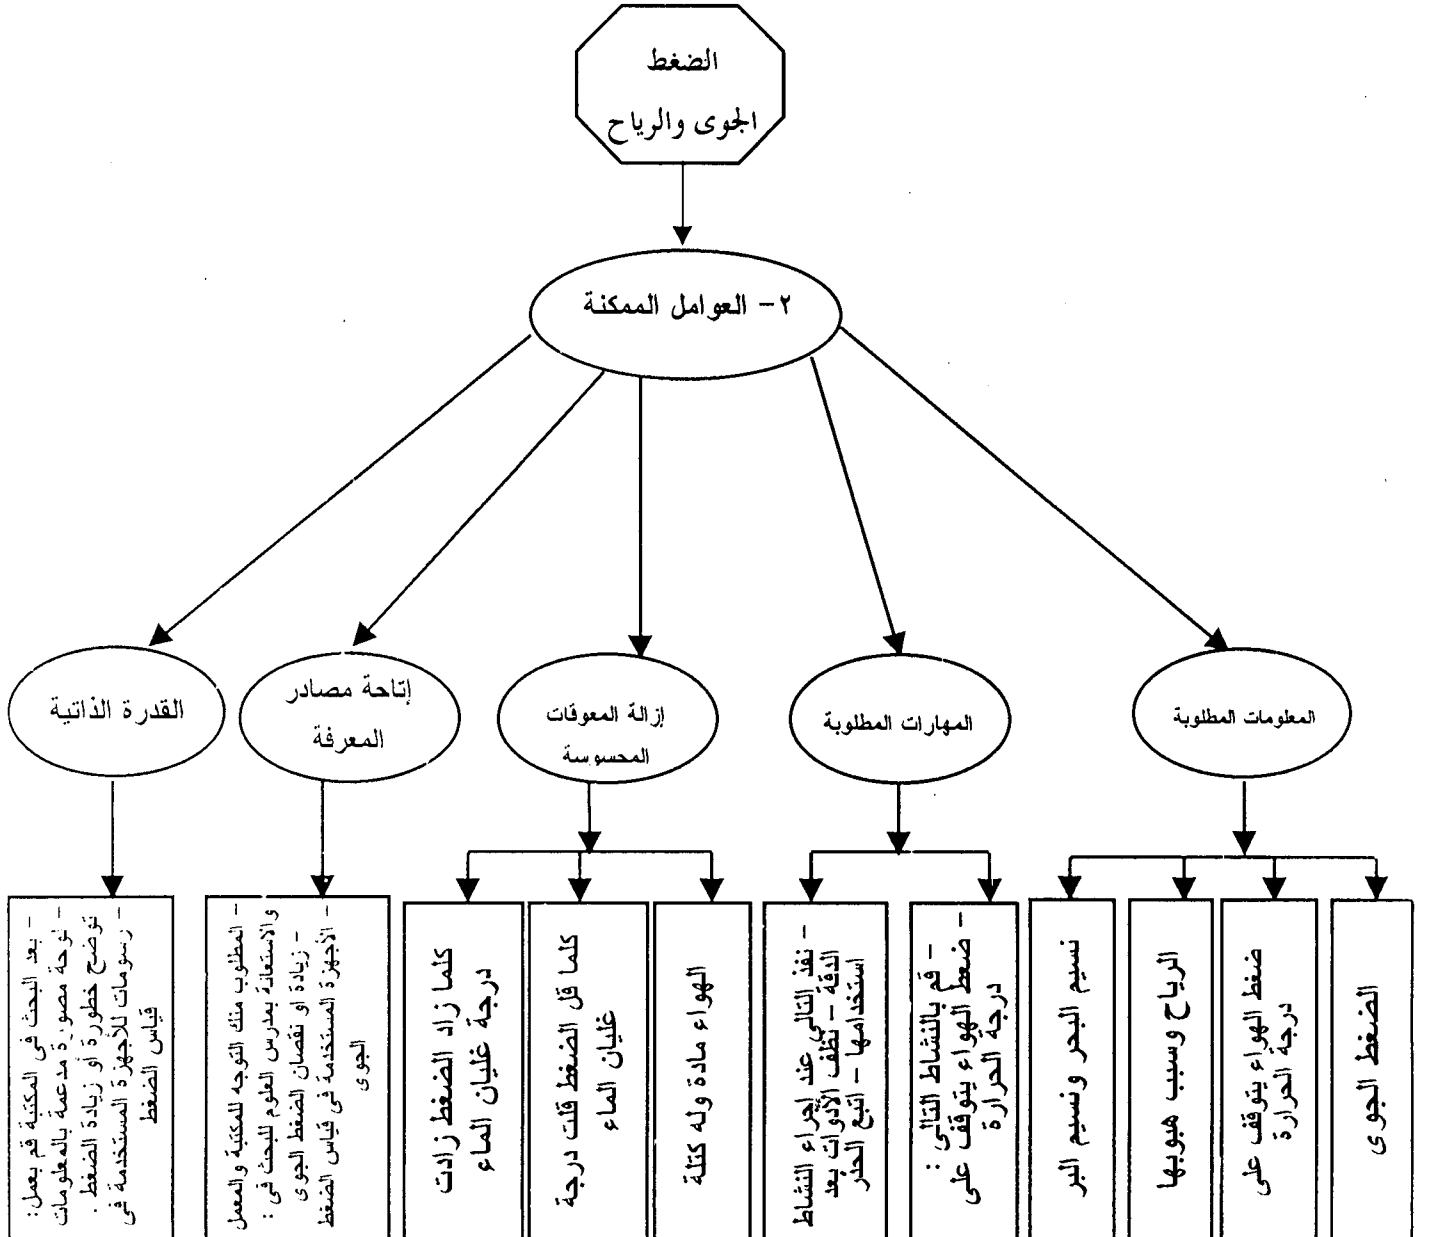 الضغط
الجوى والرياح
٢- العوامل الممكنة
المعلومات المطلوبة
المهارات المطلوبة
إزالة المعوقات
المحسوسة
إتاحة مصادر
المعرفة
القدرة الذاتية
الضغط الجوى
ضغط الهواء يتوقف على
درجة الحرارة
الرياح وسبب هبوبها
نسيم البحر ونسيم البر
- قم بالنشاط التالى :
- ضغط الهواء يتوقف على
درجة الحرارة
- نفذ التالى عند اجراء النشاط
الدقة - نظف الأدوات بعد
استخدامها - اتبع الحذر
الهواء مادة وله كتلة
كلما قل الضغط قلت درجة
غليان الماء
كلما زاد الضغط زادت
درجة غليان الماء
- المطلوب منك التوجه للمكتبة والمعمل
والاستعانة بمدرس العلوم للبحث فى :
- زيادة او نقصان الضغط الجوى
- الأجهزة المستخدمة فى قياس الضغط
الجوى
- بعد البحث فى المكتبة قم بعمل:
- لوحة مصورة مدعمة بالمعلومات
توضح خطورة أو زيادة الضغط .
- رسومات للأجهزة المستخدمة فى
قياس الضغط